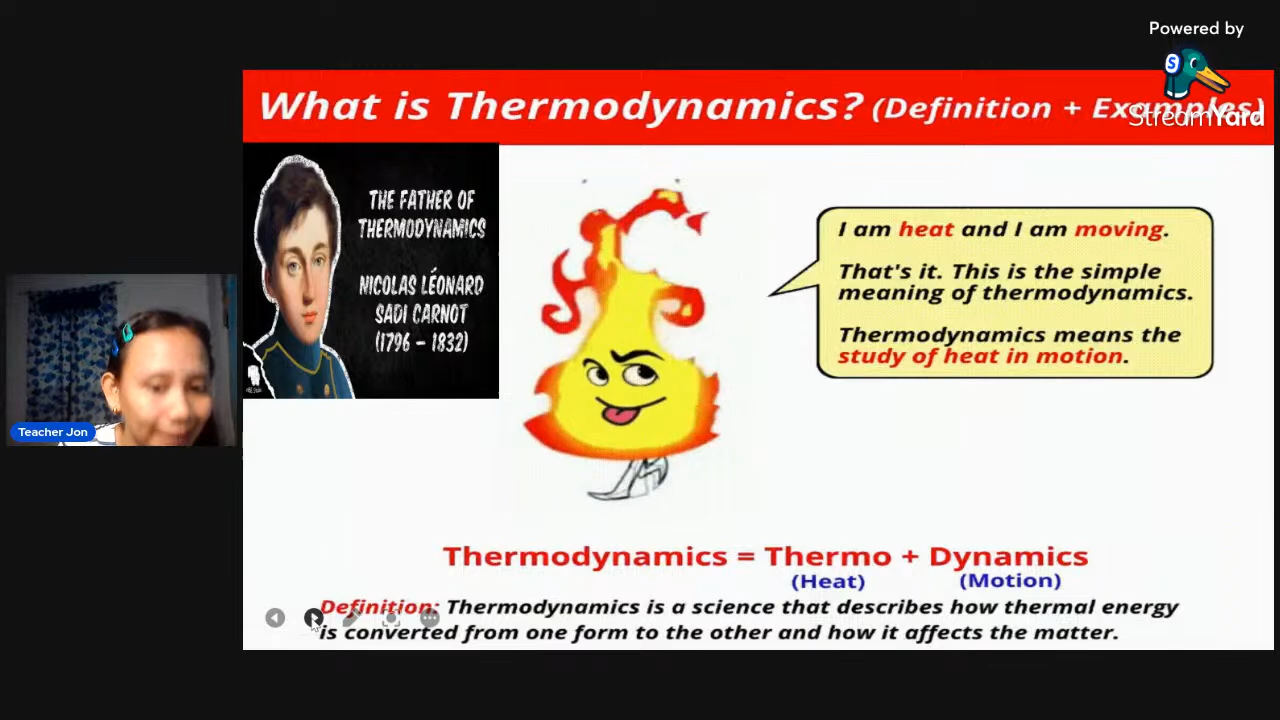 Powered by
StreamYard
What is Thermodynamics? (Definition + Examples)
THE FATHER OF
THERMODYNAMICS
NICOLAS LÉONARD
SADI CARNOT
(1796 – 1832)
I am heat and I am moving.
That's it. This is the simple
meaning of thermodynamics.
Thermodynamics means the
study of heat in motion.
Teacher Jon
Thermodynamics = Thermo + Dynamics
(Heat) (Motion)
Definition: Thermodynamics is a science that describes how thermal energy
is converted from one form to the other and how it affects the matter.